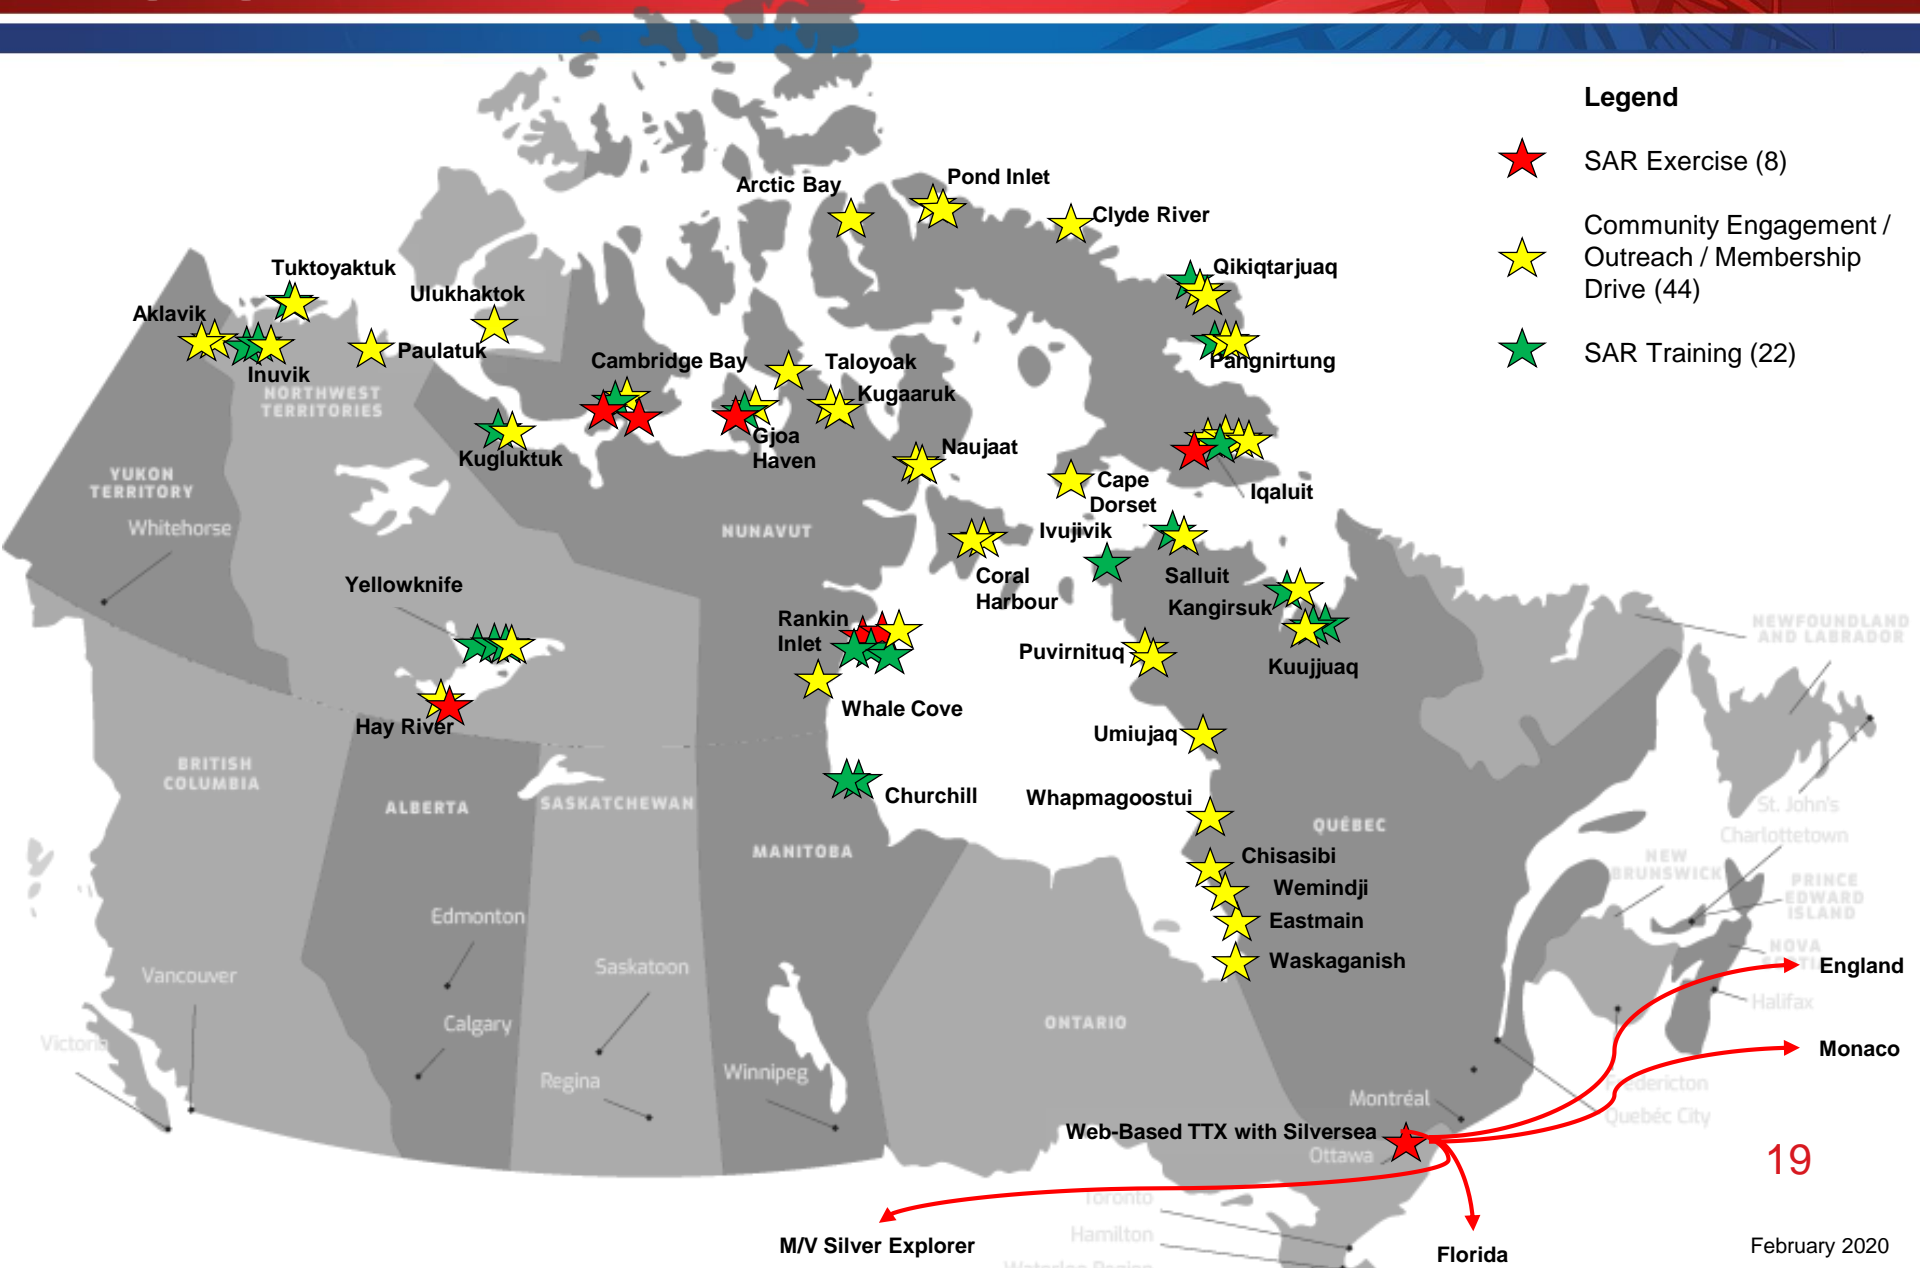 Legend
SAR Exercise (8)
Community Engagement /
Outreach / Membership
Drive (44)
SAR Training (22)
Arctic Bay
Pond Inlet
Clyde River
Qikiqtarjuaq
Tuktoyaktuk
Ulukhaktok
Aklavik
Paulatuk
Inuvik
Cambridge Bay
Taloyoak
Kugaaruk
Pangnirtung
NORTHWEST
TERRITORIES
Gjoa
Haven
Kugluktuk
Naujaat
Cape
Dorset
Iqaluit
YUKON
TERRITORY
Whitehorse
NUNAVUT
Ivujivik
Coral
Harbour
Salluit
Kangirsuk
Yellowknife
Rankin
Inlet
Puvirnituq
Kuujjuaq
NEWFOUNDLAND
AND LABRADOR
Whale Cove
Hay River
Umiujaq
BRITISH
COLUMBIA
ALBERTA
SASKATCHEWAN
Churchill
Whapmagoostui
St. John's
Charlottetown
MANITOBA
QUÉBEC
Chisasibi
Wemindji
Eastmain
Waskaganish
NEW
BRUNSWICK
PRINCE
EDWARD
ISLAND
NOVA
England
Halifax
Edmonton
Vancouver
Saskatoon
Calgary
ONTARIO
Victoria
Regina
Winnipeg
Monaco
Fredericton
Montréal
Quebéc City
Web-Based TTX with Silversea
Ottawa
19
Toronto
Hamilton
M/V Silver Explorer
Florida
February 2020